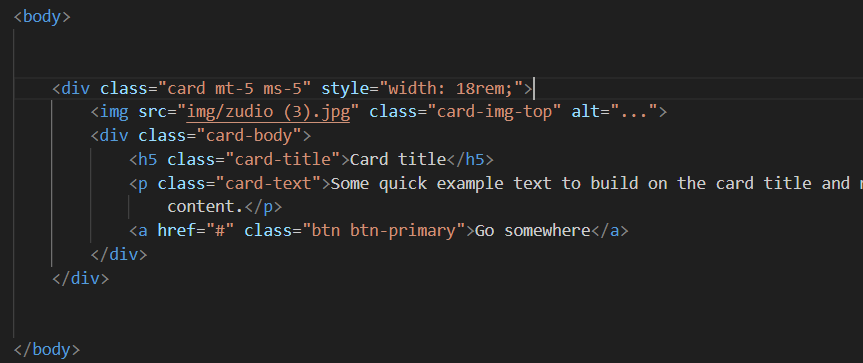 <body>
<div class="card mt-5 ms-5" style="width: 18rem;">
<img src="img/zudio (3).jpg" class="card-img-top" alt="...">
<div class="card-body">
<h5 class="card-title">Card title</h5>
<p class="card-text">Some quick example text to build on the card title and
content.</p>
<a href="#" class="btn btn-primary">Go somewhere</a>
</div>
</div>
</body>